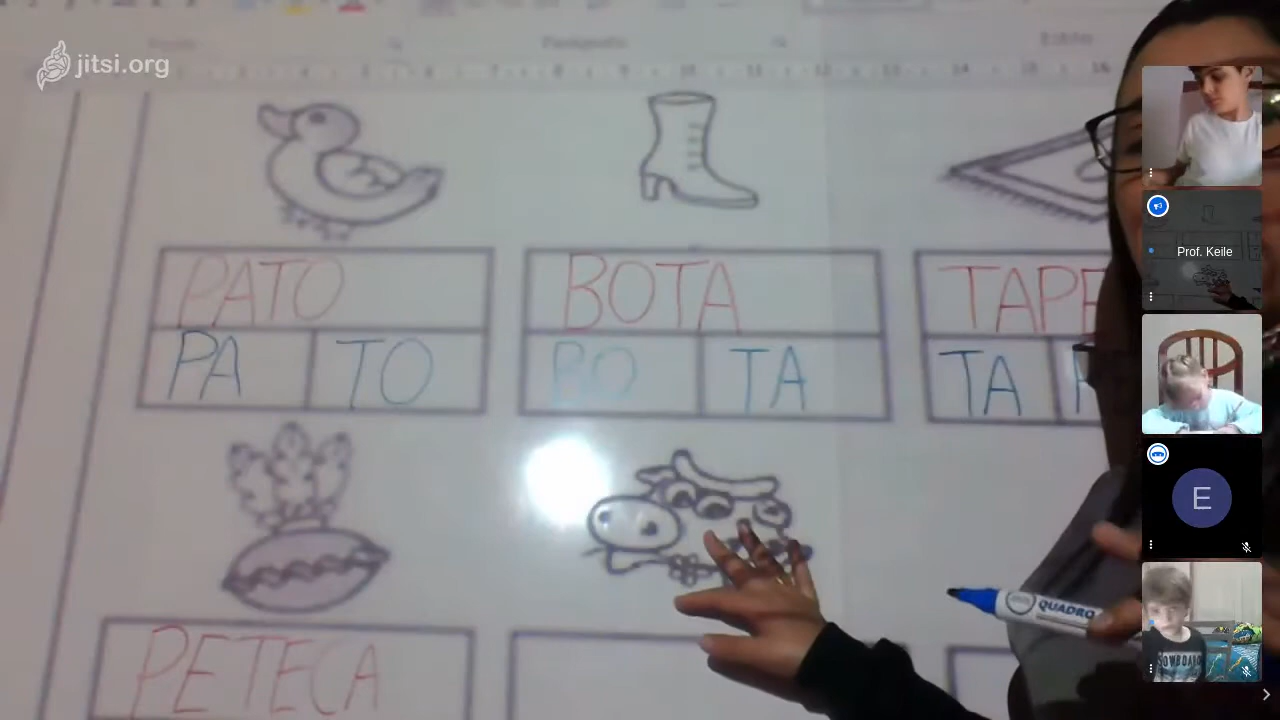 jitsi.org
PATO
BOTA
PA TO
BO TA
TA
PETECA
QUADRO
Prof. Keile
E